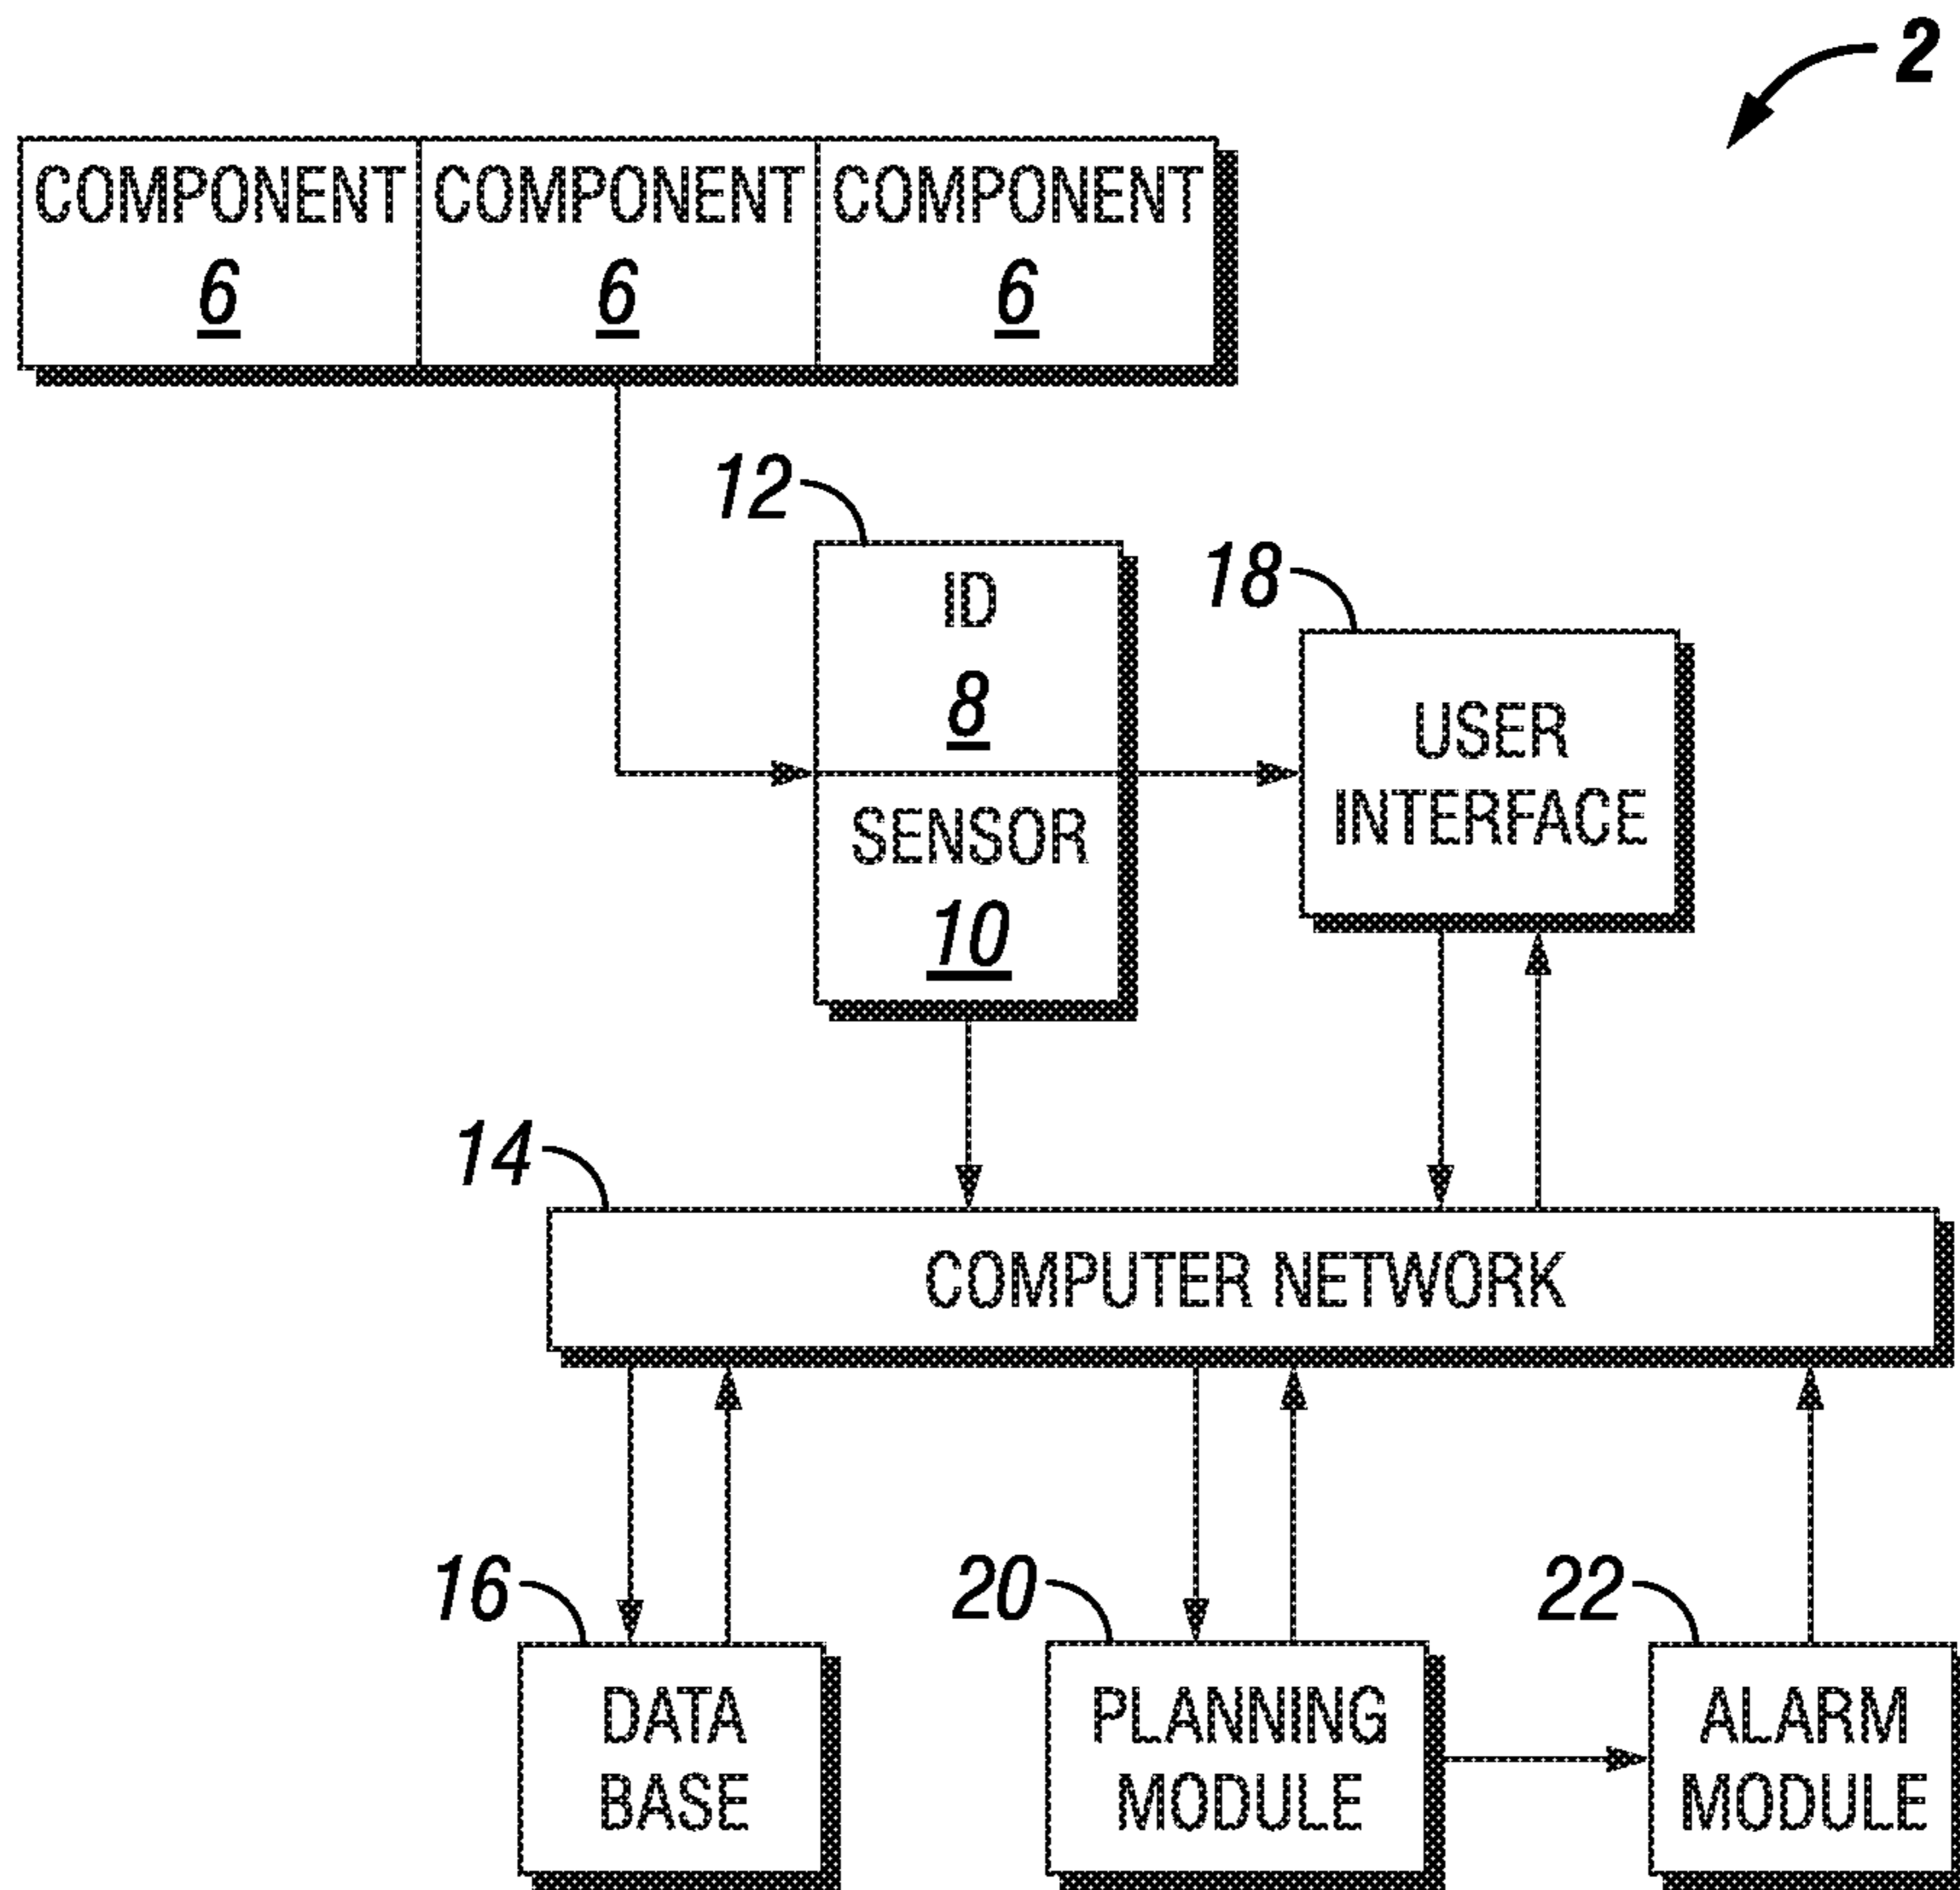 2
COMPONENT COMPONENT COMPONENT
6 6 6
12
ID
8
18
USER
INTERFACE
SENSOR
10
14
COMPUTER NETWORK
16
DATA
BASE
20
PLANNING
MODULE
22
ALARM
MODULE